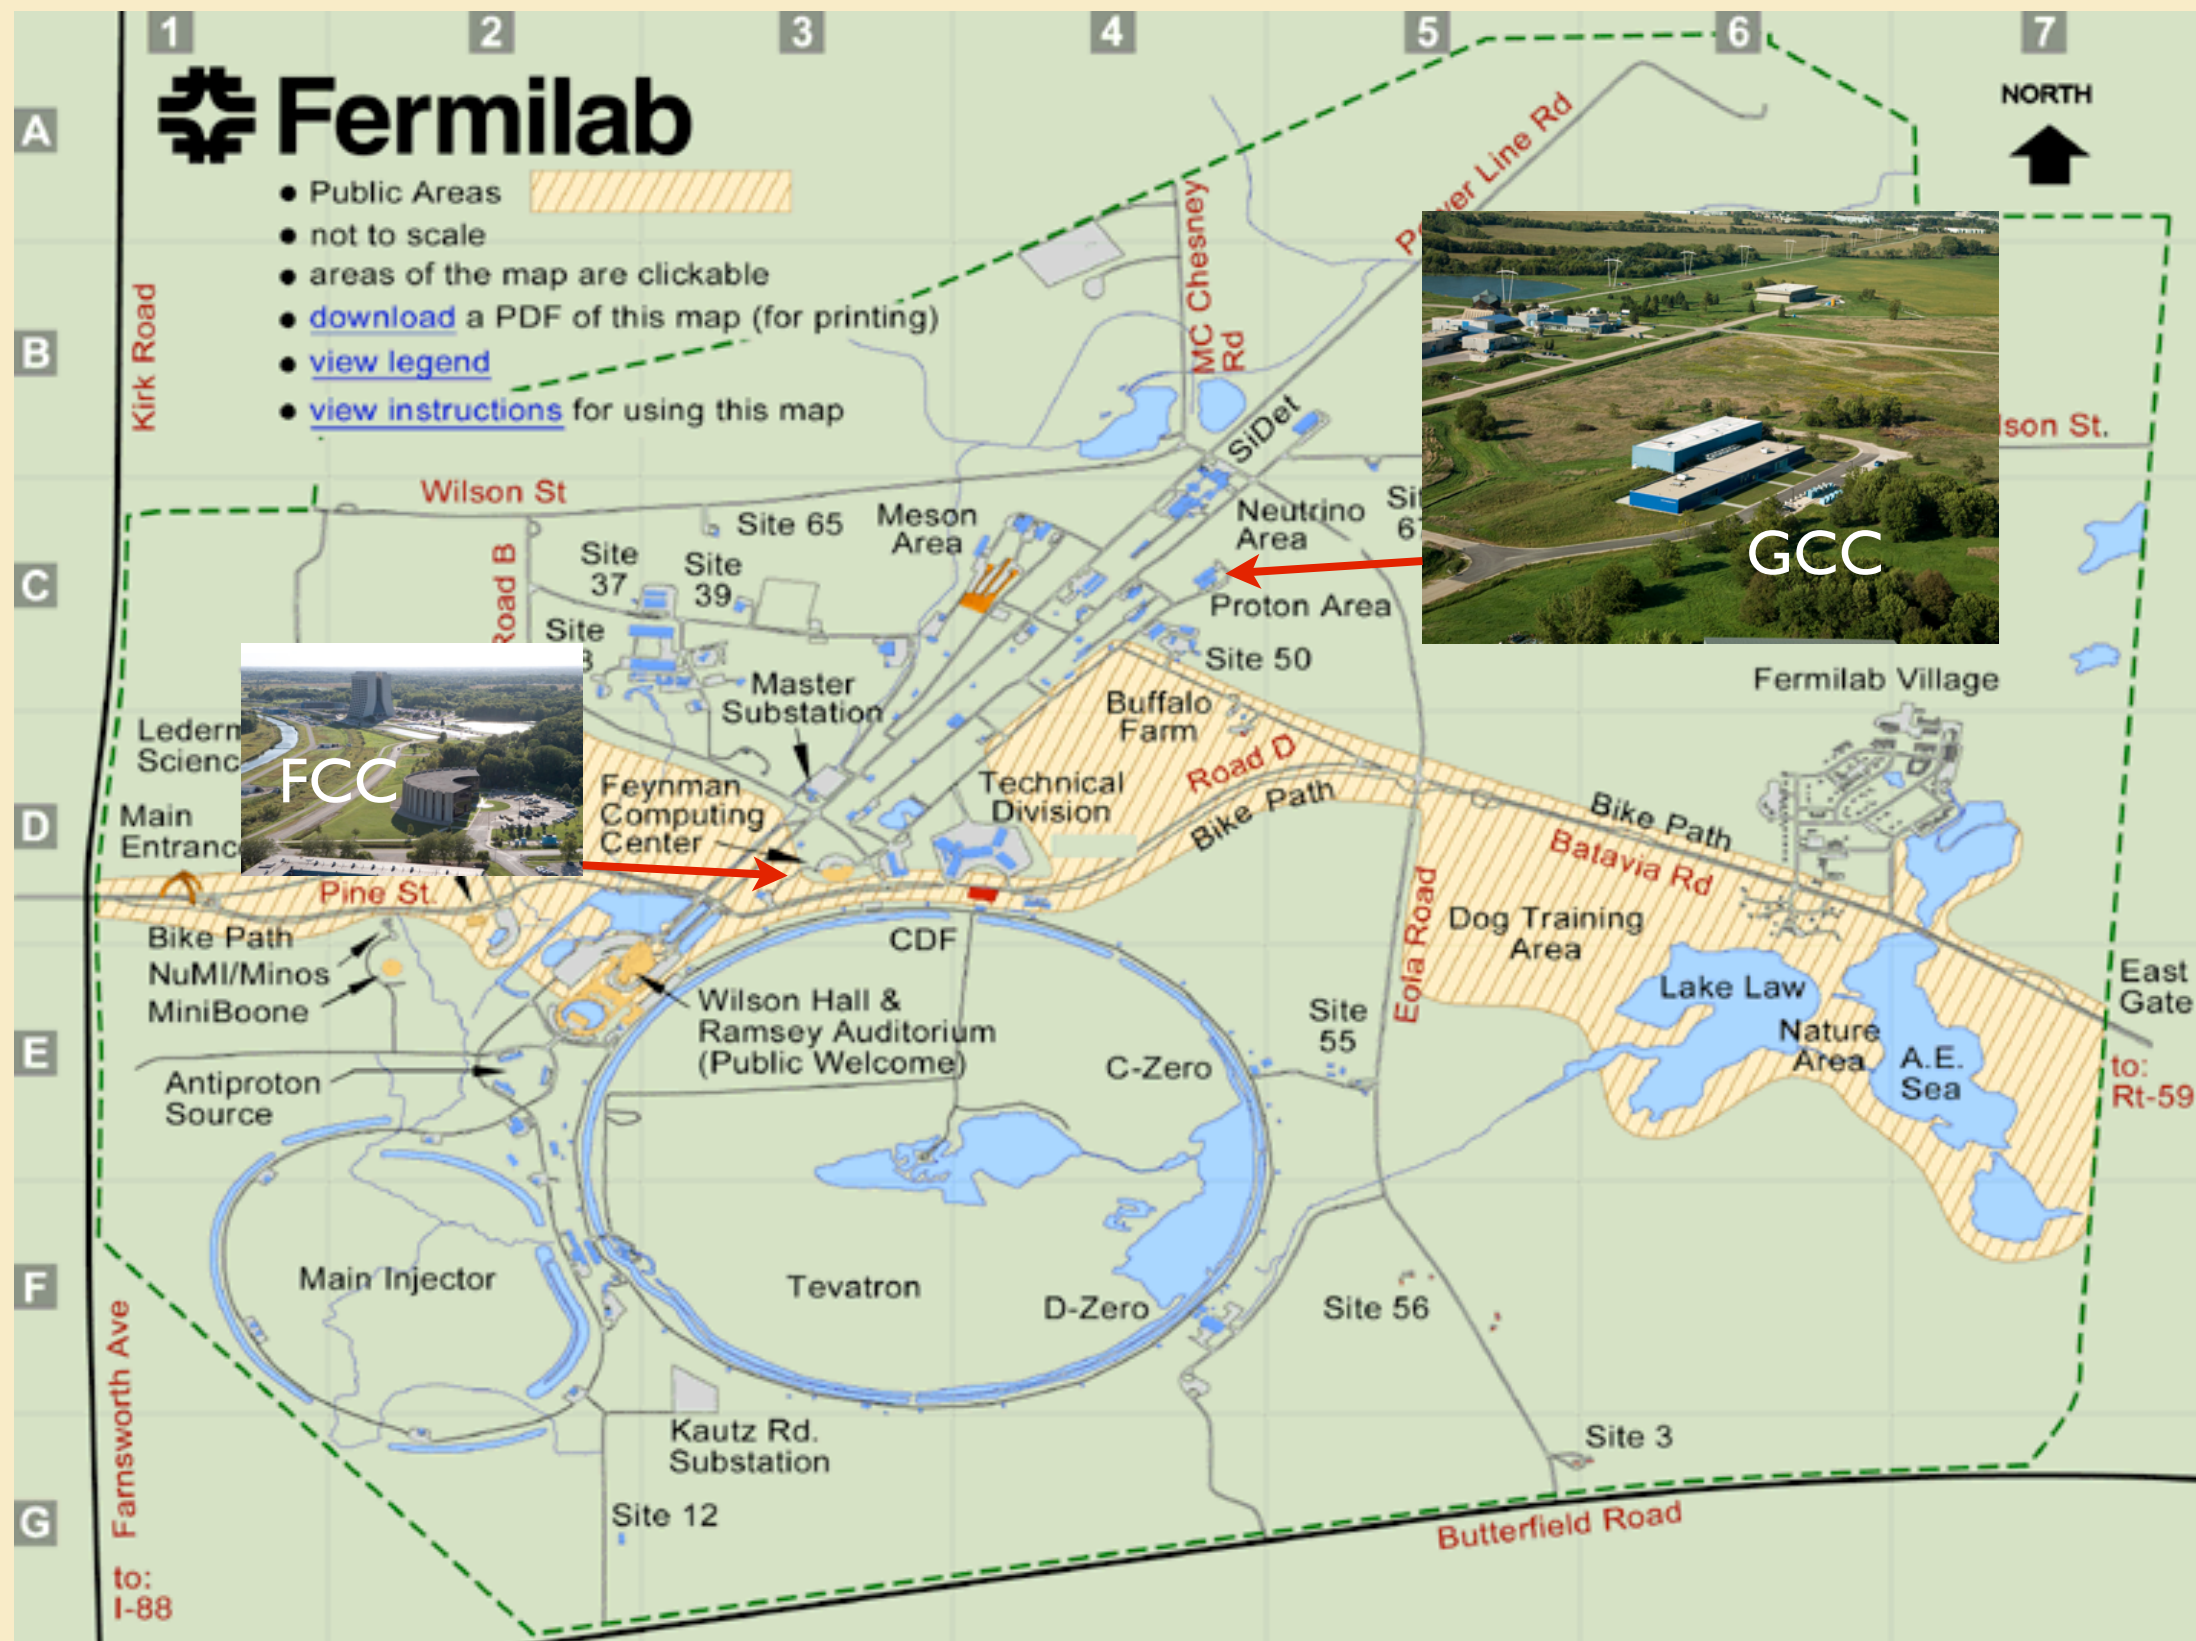 1 2 3 4 5 6 7
NORTH
A
Fermilab
• Public Areas
• not to scale
• areas of the map are clickable
• download a PDF of this map (for printing)
• view legend
• view instructions for using this map
B
Kirk Road
MC Chesney
Rd
Line Rd
SiDet
St.
Wilson St
C
Road B
Site 65
Meson
Area
Neutrino
Area
Site
37
Site
39
Site
Proton Area
GCC
Site 50
Fermilab Village
Master
Substation
Buffalo
Farm
Road D
Bike Path
FCC
D
Main
Feynman
Computing
Center
Technical
Division
Bike Path
Batavia Rd
Pine St.
Eola Road
Dog Training
Area
Bike Path
NuMI/Minos
MiniBoone
CDF
Wilson Hall &
Ramsey Auditorium
(Public Welcome)
Lake Law
Nature
Area
A.E.
Sea
East
Gate
to:
Rt-59
E
Site
55
C-Zero
Antiproton
Source
F
Main Injector
Tevatron
D-Zero
Site 56
Farnsworth Ave
to:
I-88
Kautz Rd.
Substation
Site 3
G
Site 12
Butterfield Road